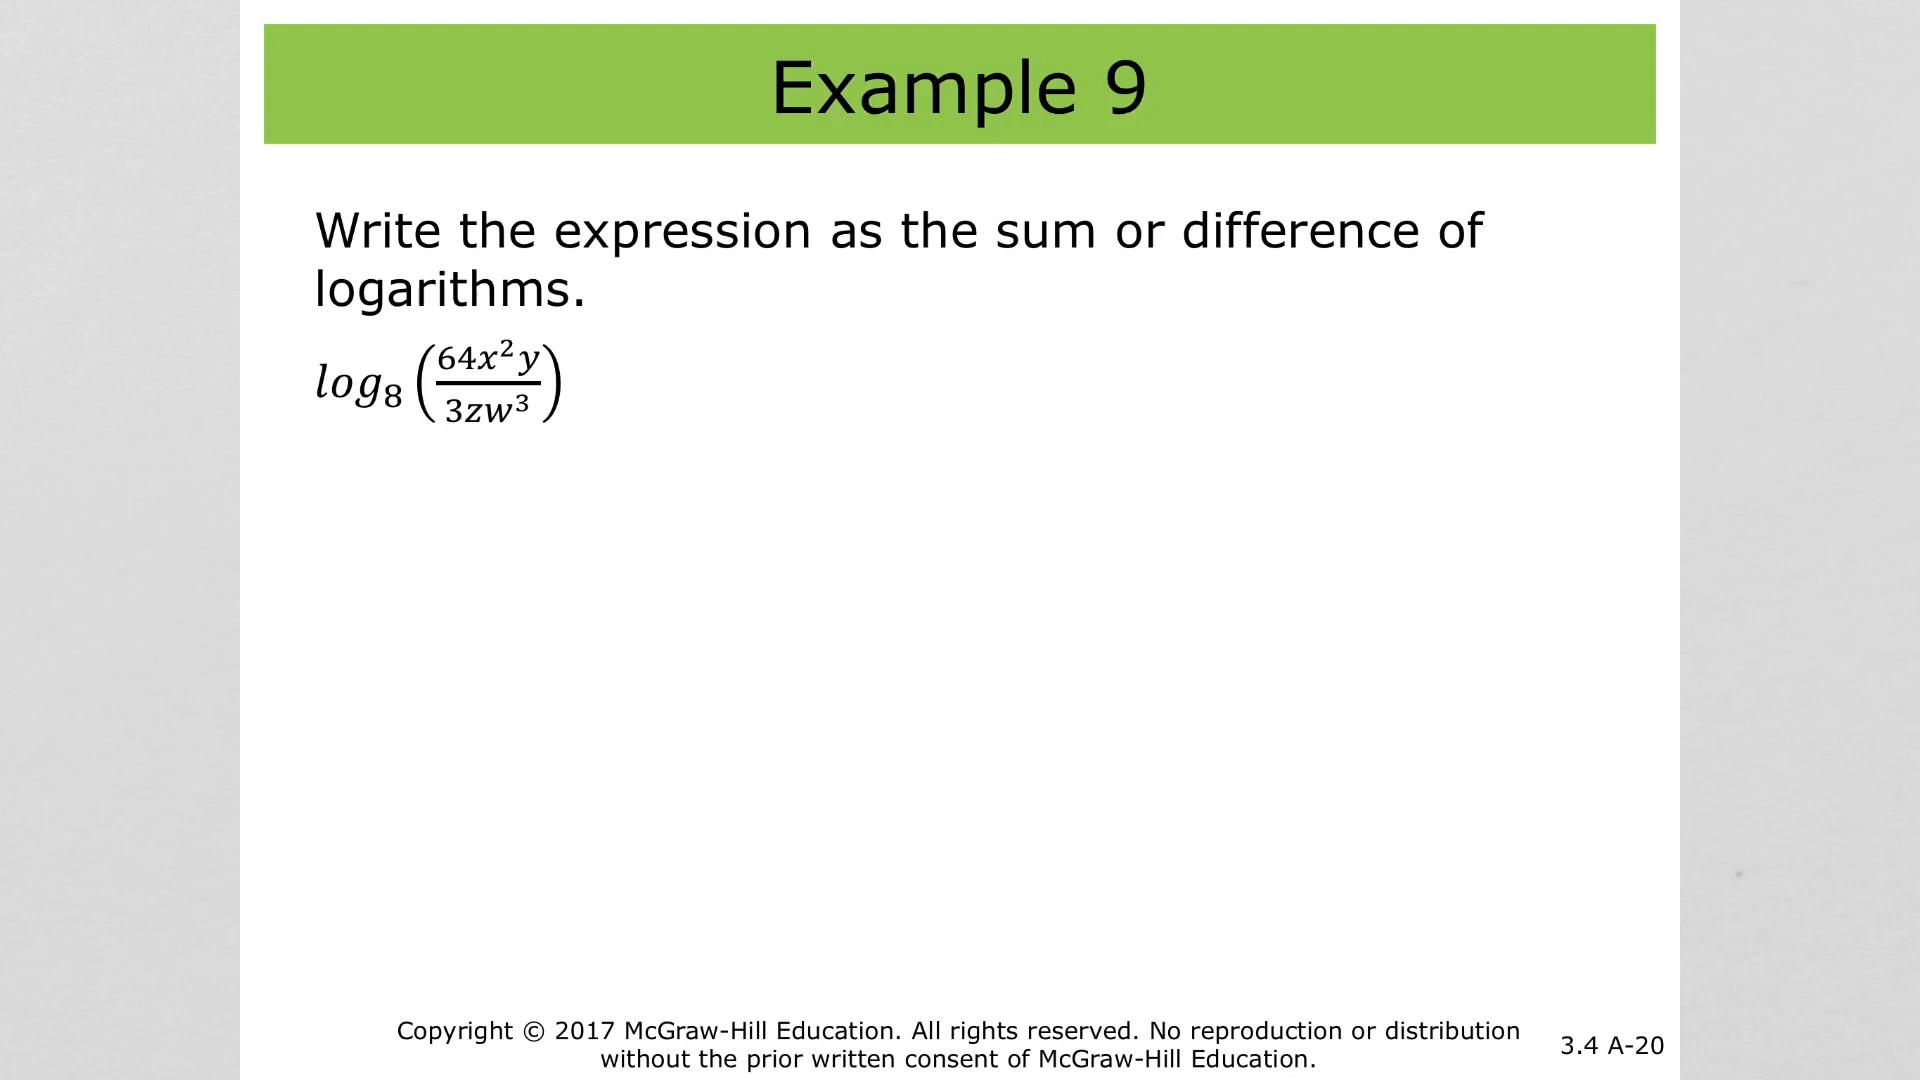 Example 9
Write the expression as the sum or difference of
logarithms.
log₈ (64x²y / 3zw³)
Copyright © 2017 McGraw-Hill Education. All rights reserved. No reproduction or distribution
without the prior written consent of McGraw-Hill Education.
3.4 A-20